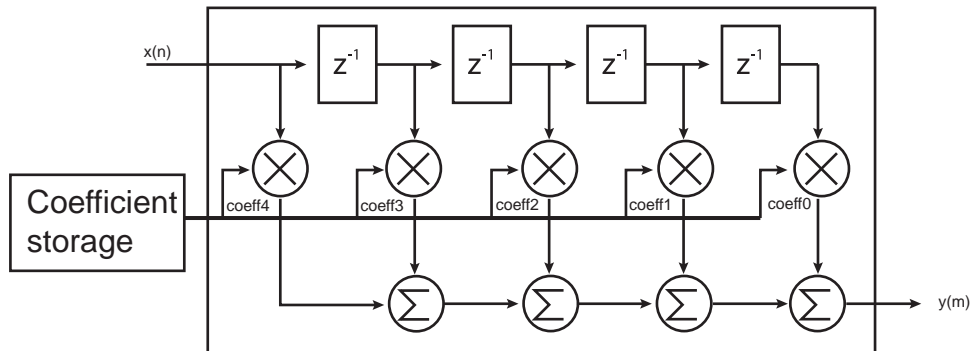 x(n)
z-1 z-1 z-1 z-1
Coefficient
storage
coeff4 coeff3 coeff2 coeff1 coeff0
Σ Σ Σ Σ
y(m)